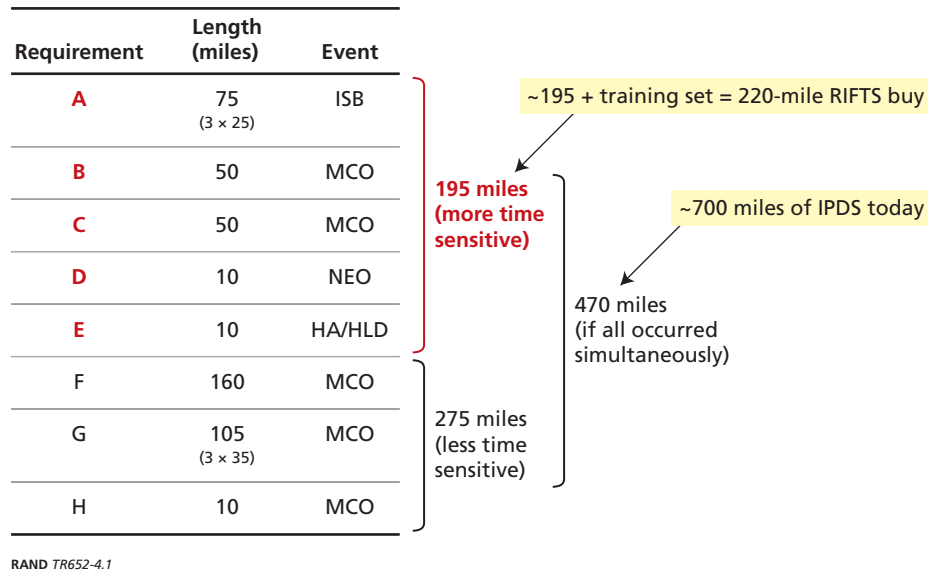 Requirement Length (miles) Event
A 75 (3 × 25) ISB
B 50 MCO
C 50 MCO
D 10 NEO
E 10 HA/HLD
F 160 MCO
G 105 (3 × 35) MCO
H 10 MCO
195 miles
(more time
sensitive)
275 miles
(less time
sensitive)
~195 + training set = 220-mile RIFTS buy
~700 miles of IPDS today
470 miles
(if all occurred
simultaneously)
RAND TR652-4.1